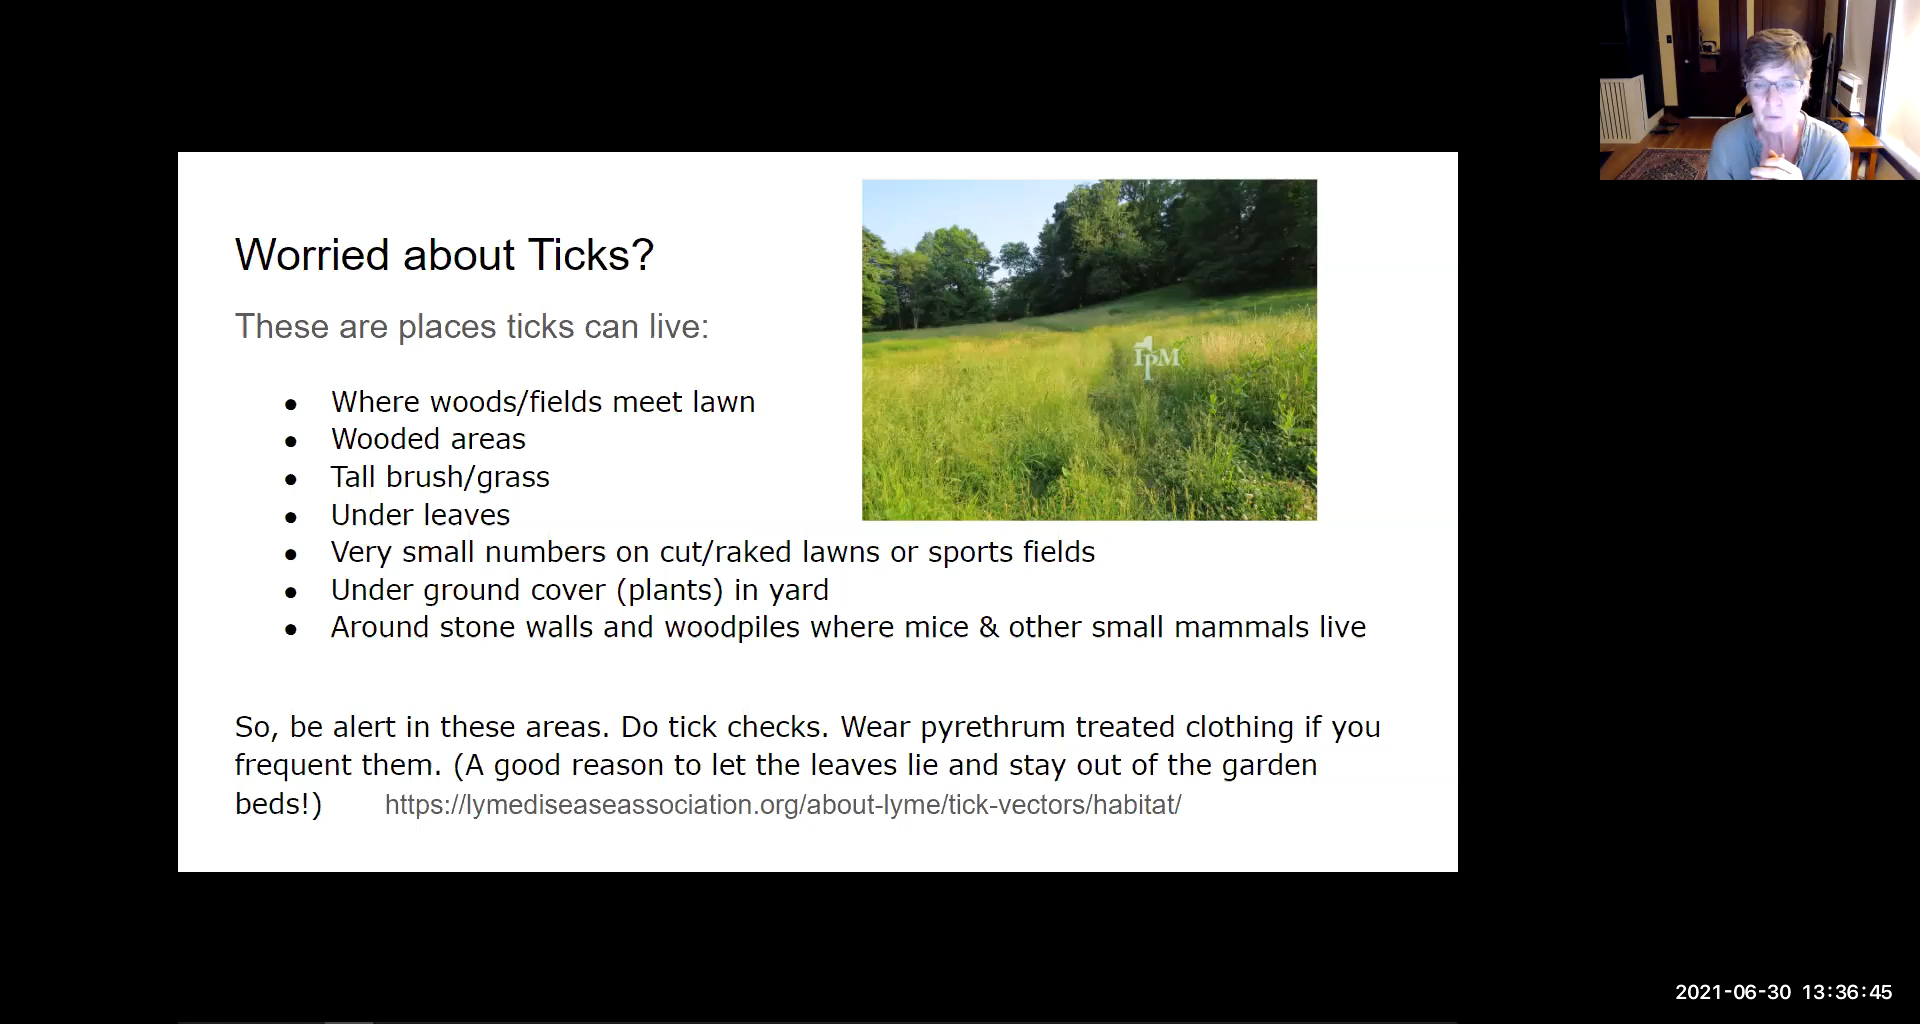 Worried about Ticks?
These are places ticks can live:
● Where woods/fields meet lawn
● Wooded areas
● Tall brush/grass
● Under leaves
● Very small numbers on cut/raked lawns or sports fields
● Under ground cover (plants) in yard
● Around stone walls and woodpiles where mice & other small mammals live
IPM
So, be alert in these areas. Do tick checks. Wear pyrethrum treated clothing if you
frequent them. (A good reason to let the leaves lie and stay out of the garden
beds!) https://lymediseaseassociation.org/about-lyme/tick-vectors/habitat/
2021-06-30 13:36:45